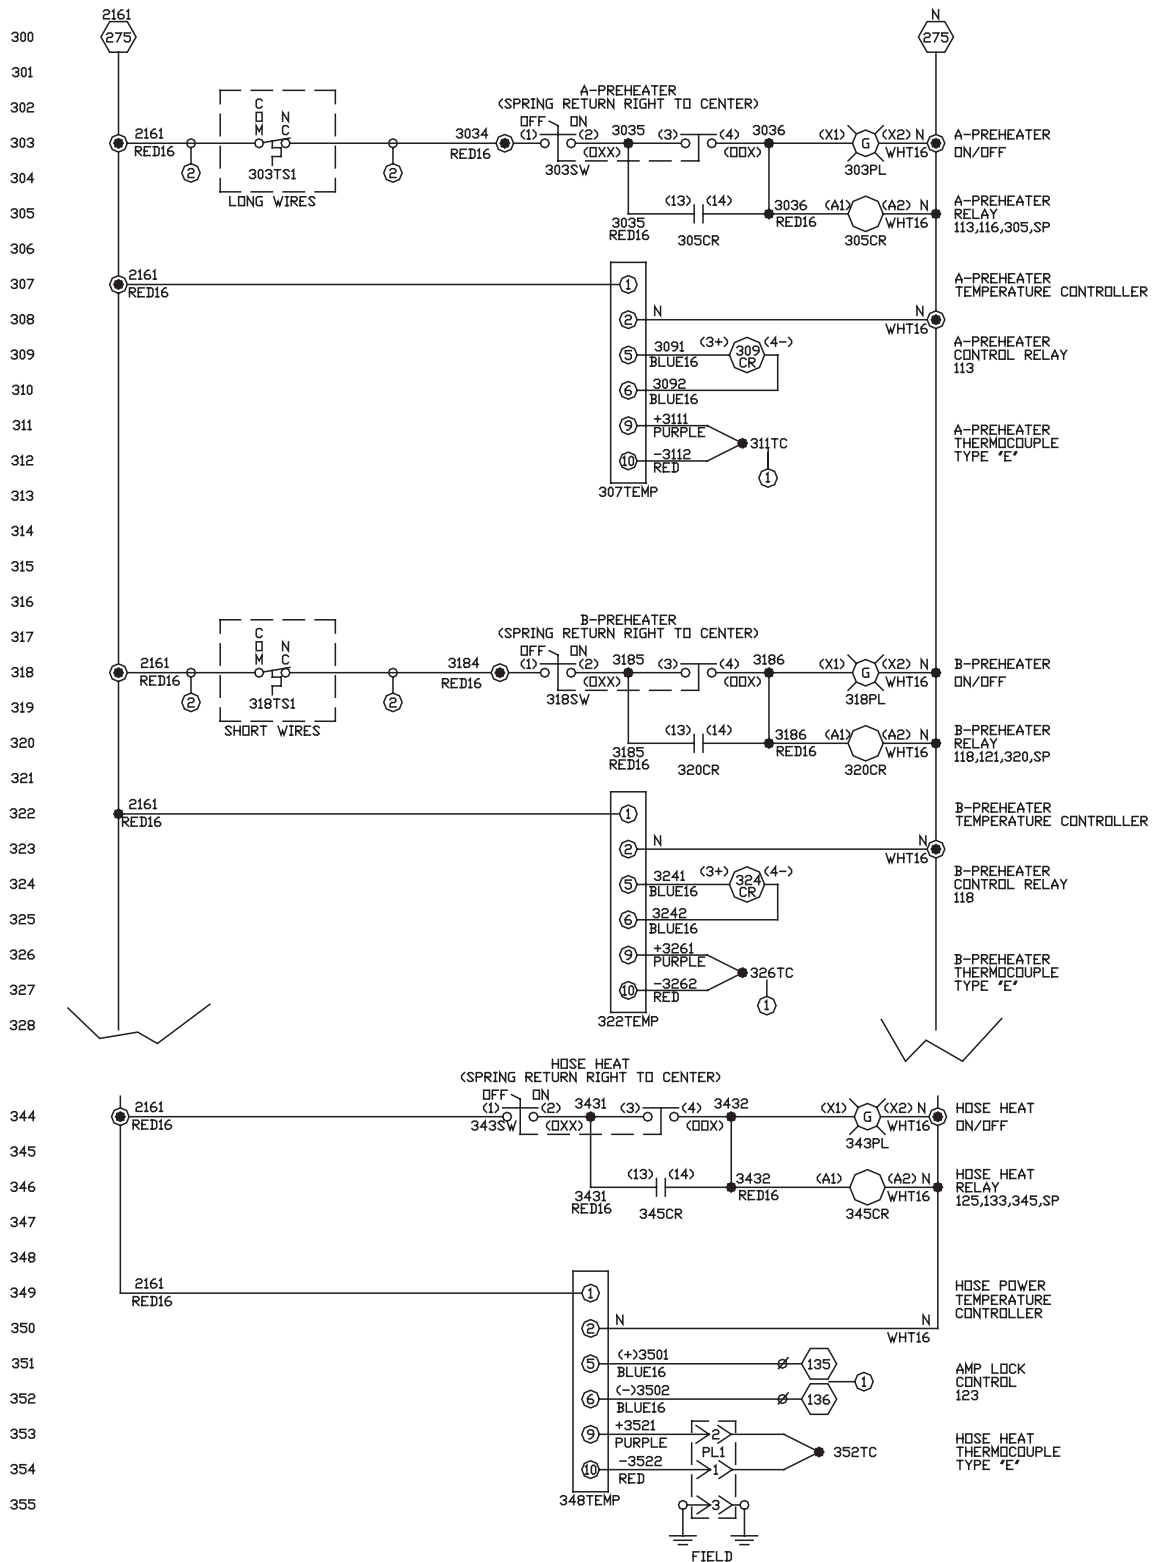 2161 N
300 275 275
301
A-PREHEATER
302 (SPRING RETURN RIGHT TO CENTER)
COM NC OFF ON
303 2161 RED16 3034 RED16 (1) (2) 3035 (OXX) (3) (4) 3036 (OOX) (X1) G (X2) N WHT16 A-PREHEATER
ON/OFF
2 303TS1 2 303SW 303PL
304
LONG WIRES
305 3035 RED16 (13) (14) 305CR 3036 RED16 (A1) 305CR (A2) N WHT16 A-PREHEATER
RELAY
113,116,305,SP
306
307 2161 RED16 1 A-PREHEATER
TEMPERATURE CONTROLLER
308 2 N N WHT16
309 5 3091 BLUE16 (3+) 309 CR (4-) A-PREHEATER
CONTROL RELAY
113
310 6 3092 BLUE16
311 9 +3111 PURPLE 311TC A-PREHEATER
THERMOCOUPLE
TYPE "E"
312 10 -3112 RED 1
307TEMP
313
314
315
316
B-PREHEATER
317 (SPRING RETURN RIGHT TO CENTER)
COM NC OFF ON
318 2161 RED16 3184 RED16 (1) (2) 3185 (OXX) (3) (4) 3186 (OOX) (X1) G (X2) N WHT16 B-PREHEATER
ON/OFF
2 318TS1 2 318SW 318PL
319
SHORT WIRES
320 3185 RED16 (13) (14) 320CR 3186 RED16 (A1) 320CR (A2) N WHT16 B-PREHEATER
RELAY
118,121,320,SP
321
322 2161 RED16 1 B-PREHEATER
TEMPERATURE CONTROLLER
323 2 N N WHT16
324 5 3241 BLUE16 (3+) 324 CR (4-) B-PREHEATER
CONTROL RELAY
118
325 6 3242 BLUE16
326 9 +3261 PURPLE 326TC B-PREHEATER
THERMOCOUPLE
TYPE "E"
327 10 -3262 RED 1
328 322TEMP
HOSE HEAT
(SPRING RETURN RIGHT TO CENTER)
OFF ON
344 2161 RED16 (1) 343SW (2) 3431 (OXX) (3) (4) 3432 (OOX) (X1) G (X2) N WHT16 HOSE HEAT
ON/OFF
343PL
345
346 3431 RED16 (13) (14) 345CR 3432 RED16 (A1) 345CR (A2) N WHT16 HOSE HEAT
RELAY
125,133,345,SP
347
348
349 2161 RED16 1 HOSE POWER
TEMPERATURE
CONTROLLER
350 2 N N WHT16
351 5 (+)3501 BLUE16 135 AMP LOCK
CONTROL
123
1
352 6 (-)3502 BLUE16 136
353 9 +3521 PURPLE 2 HOSE HEAT
THERMOCOUPLE
TYPE "E"
PL1 352TC
354 10 -3522 RED 1
348TEMP
355 3
FIELD